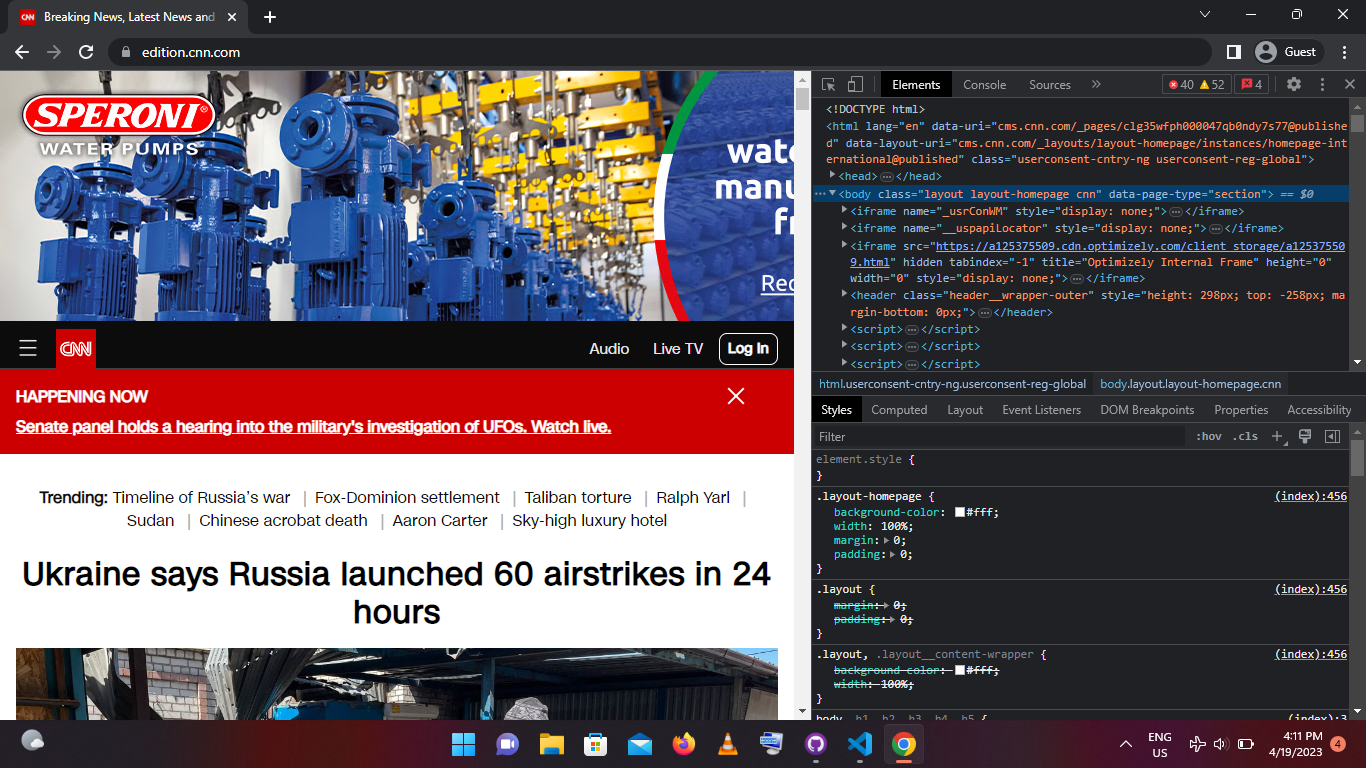 CNN Breaking News, Latest News and
edition.cnn.com
Guest
SPERONI®
WATER PUMPS
wate
manu
fr
Rec
CNN
Audio
Live TV
Log In
HAPPENING NOW
Senate panel holds a hearing into the military's investigation of UFOs. Watch live.
Trending: Timeline of Russia’s war | Fox-Dominion settlement | Taliban torture | Ralph Yarl |
Sudan | Chinese acrobat death | Aaron Carter | Sky-high luxury hotel
Ukraine says Russia launched 60 airstrikes in 24
hours
Elements Console Sources » 40 52 4
<!DOCTYPE html>
<html lang="en" data-uri="cms.cnn.com/_pages/clg35wfph000047qb0ndy7s77@publishe
d" data-layout-uri="cms.cnn.com/_layouts/layout-homepage/instances/homepage-int
ernational@published" class="userconsent-cntry-ng userconsent-reg-global">
<head>…</head>
<body class="layout layout-homepage cnn" data-page-type="section"> == $0
<iframe name="_usrConWM" style="display: none;">…</iframe>
<iframe name="__uspapiLocator" style="display: none;">…</iframe>
<iframe src="https://a125375509.cdn.optimizely.com/client_storage/a12537550
9.html" hidden tabindex="-1" title="Optimizely Internal Frame" height="0"
width="0" style="display: none;">…</iframe>
<header class="header__wrapper-outer" style="height: 298px; top: -258px; ma
rgin-bottom: 0px;">…</header>
<script>…</script>
<script>…</script>
<script>…</script>
html.userconsent-cntry-ng.userconsent-reg-global body.layout.layout-homepage.cnn
Styles Computed Layout Event Listeners DOM Breakpoints Properties Accessibility
Filter :hov .cls +
element.style {
}
.layout-homepage { (index):456
background-color: #fff;
width: 100%;
margin: 0;
padding: 0;
}
.layout { (index):456
margin: 0;
padding: 0;
}
.layout, .layout__content-wrapper { (index):456
background-color: #fff;
width: 100%;
}
body, h1, h2, h3, h4, h5 { (index):3
ENG
US
4:11 PM
4/19/2023
4